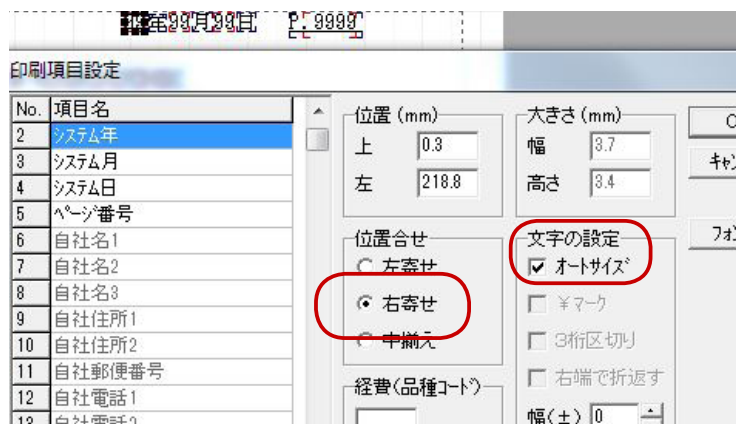 年99月99日 P. 9999
印刷項目設定
No. 項目名
2 システム年
3 システム月
4 システム日
5 ページ番号
6 自社名1
7 自社名2
8 自社名3
9 自社住所1
10 自社住所2
11 自社郵便番号
12 自社電話1
13 自社電話2
位置 (mm)
上 0.3
左 218.8
大きさ (mm)
幅 3.7
高さ 3.4
位置合せ
左寄せ
右寄せ
中揃え
文字の設定
オートサイズ
¥マーク
3桁区切り
右端で折返す
幅(±) 0
経費(品種コード)